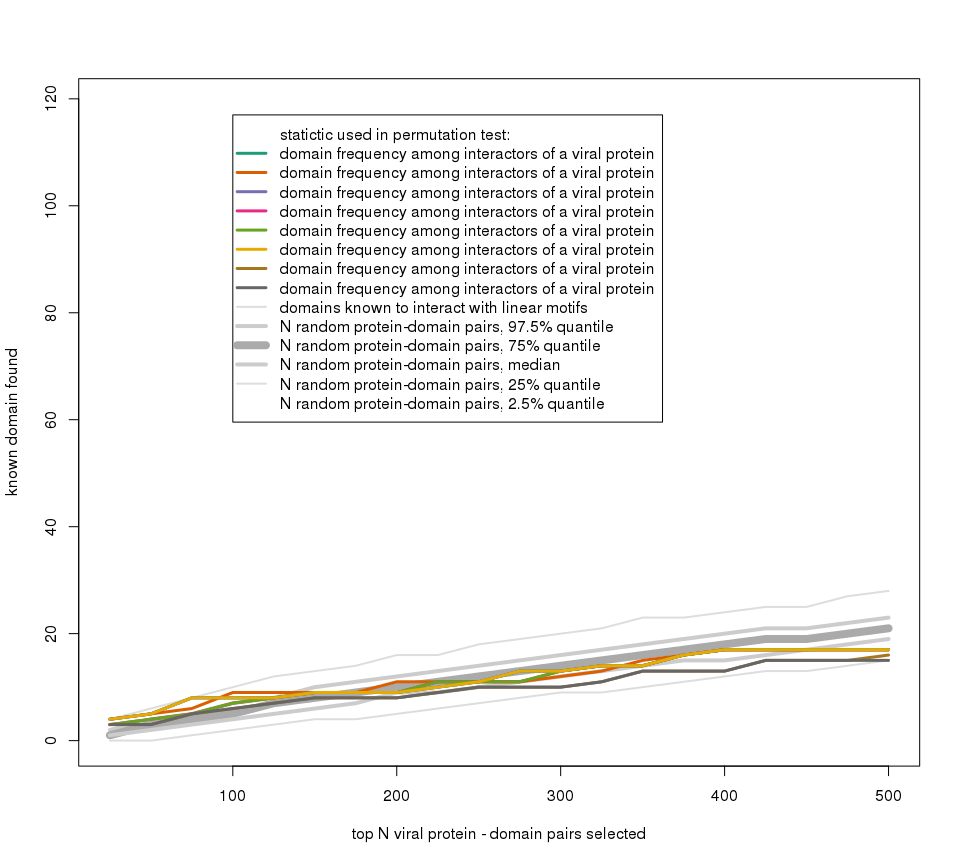 120
100
80
60
40
20
0
known domain found
statictic used in permutation test:
domain frequency among interactors of a viral protein
domain frequency among interactors of a viral protein
domain frequency among interactors of a viral protein
domain frequency among interactors of a viral protein
domain frequency among interactors of a viral protein
domain frequency among interactors of a viral protein
domain frequency among interactors of a viral protein
domain frequency among interactors of a viral protein
domains known to interact with linear motifs
N random protein-domain pairs, 97.5% quantile
N random protein-domain pairs, 75% quantile
N random protein-domain pairs, median
N random protein-domain pairs, 25% quantile
N random protein-domain pairs, 2.5% quantile
100 200 300 400 500
top N viral protein - domain pairs selected